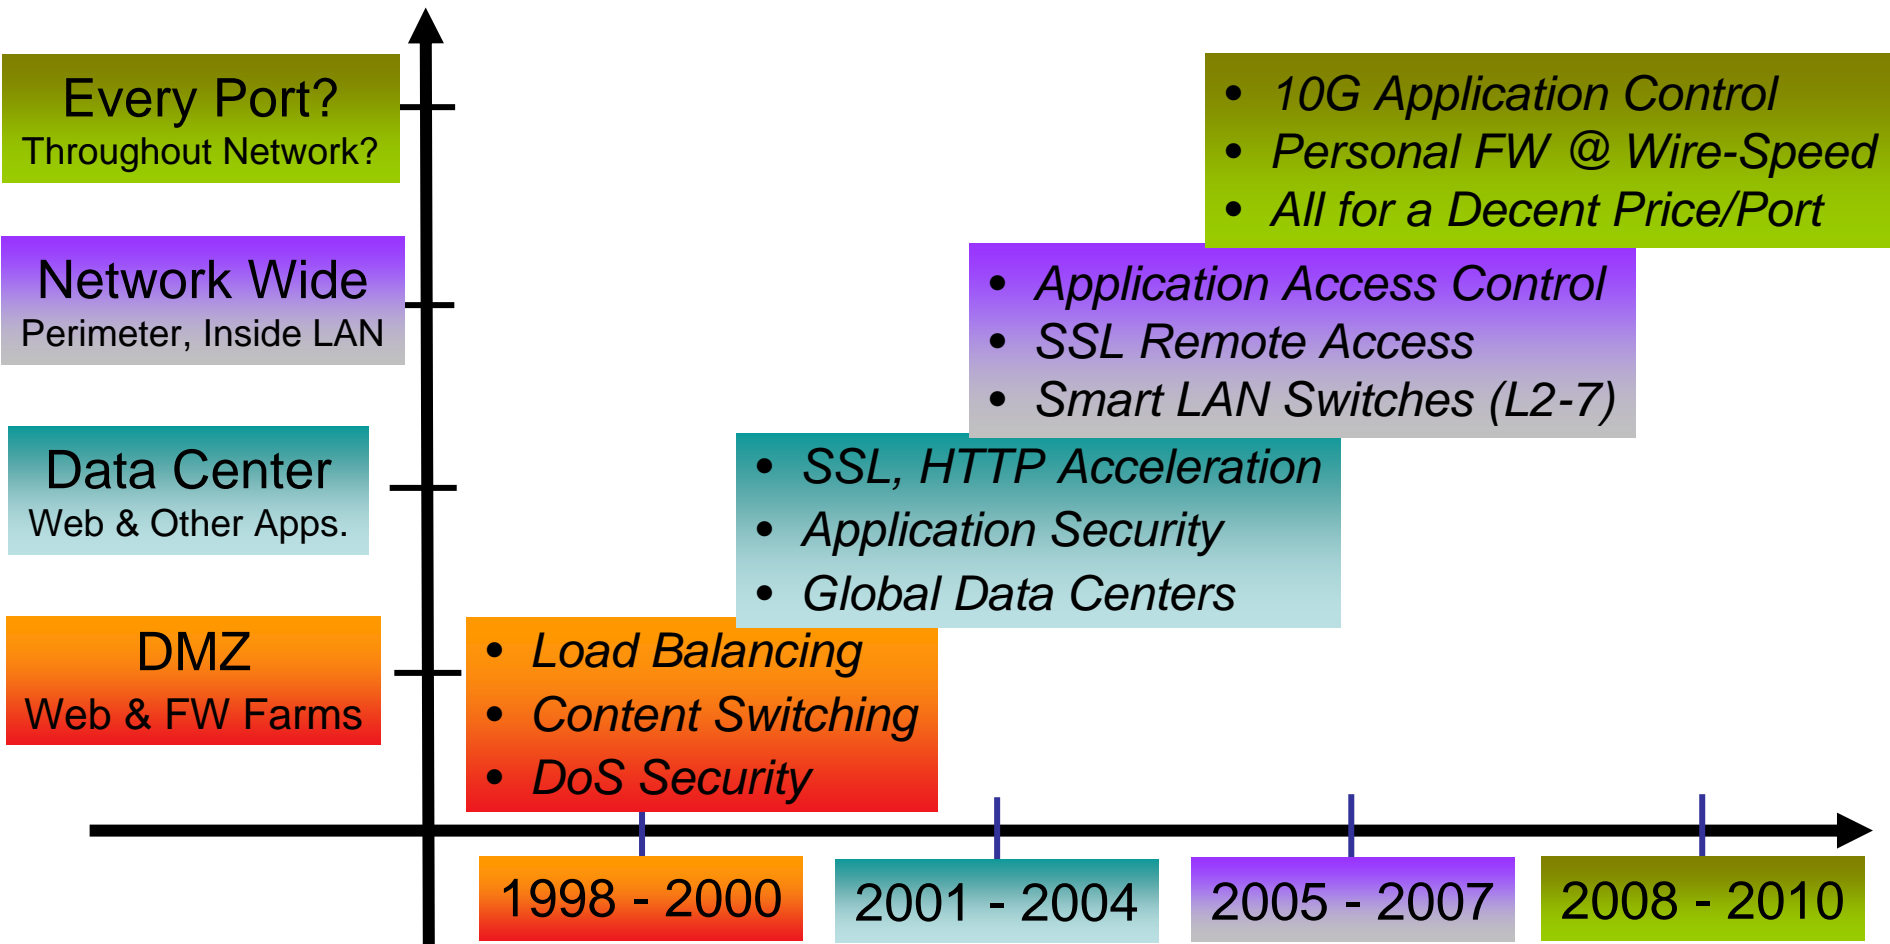 Every Port?
Throughout Network?
• 10G Application Control
• Personal FW @ Wire-Speed
• All for a Decent Price/Port
Network Wide
Perimeter, Inside LAN
• Application Access Control
• SSL Remote Access
• Smart LAN Switches (L2-7)
Data Center
Web & Other Apps.
• SSL, HTTP Acceleration
• Application Security
• Global Data Centers
DMZ
Web & FW Farms
• Load Balancing
• Content Switching
• DoS Security
1998 - 2000
2001 - 2004
2005 - 2007
2008 - 2010